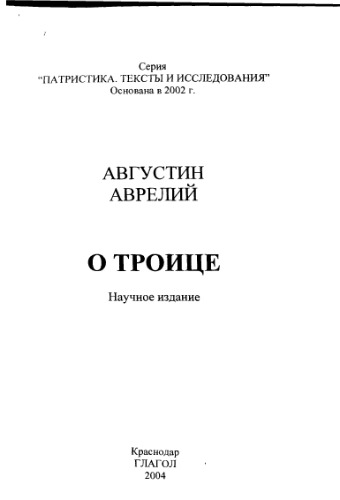 Серия
"ПАТРИСТИКА. ТЕКСТЫ И ИССЛЕДОВАНИЯ"
Основана в 2002 г.
АВГУСТИН
АВРЕЛИЙ
О ТРОИЦЕ
Научное издание
Краснодар
ГЛАГОЛ
2004